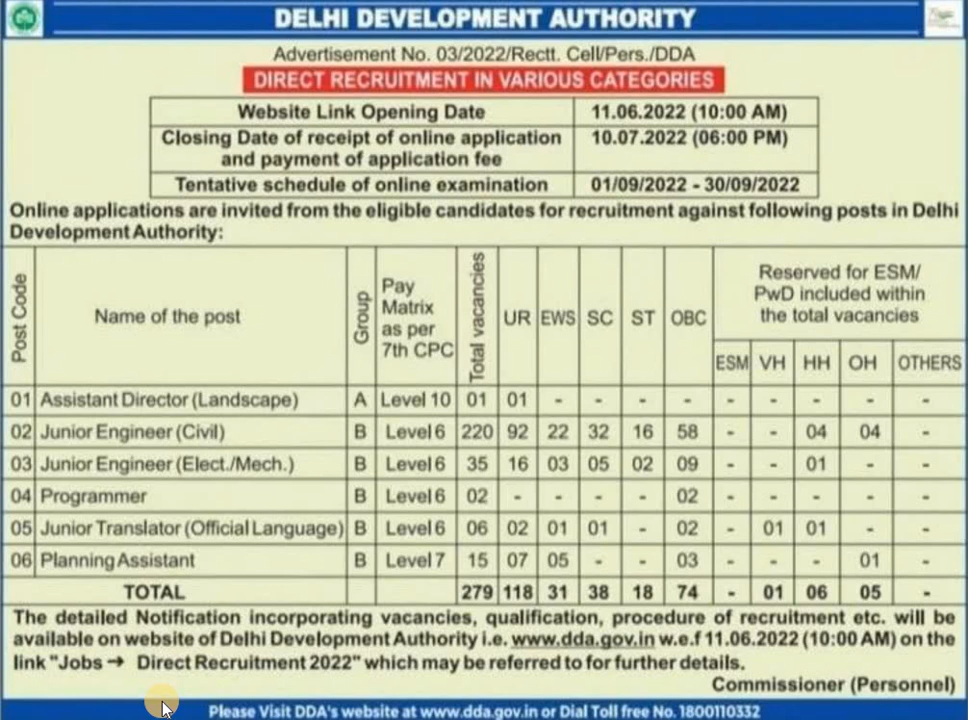 DELHI DEVELOPMENT AUTHORITY
Advertisement No. 03/2022/Rectt. Cell/Pers./DDA
DIRECT RECRUITMENT IN VARIOUS CATEGORIES
Website Link Opening Date 11.06.2022 (10:00 AM)
Closing Date of receipt of online application 10.07.2022 (06:00 PM)
and payment of application fee
Tentative schedule of online examination 01/09/2022 - 30/09/2022
Online applications are invited from the eligible candidates for recruitment against following posts in Delhi
Development Authority:
Post Code Name of the post Group Pay Matrix as per 7th CPC Total vacancies UR EWS SC ST OBC Reserved for ESM/ PwD included within the total vacancies
ESM VH HH OH OTHERS
01 Assistant Director (Landscape) A Level 10 01 01 - - - - - - - - -
02 Junior Engineer (Civil) B Level 6 220 92 22 32 16 58 - - 04 04 -
03 Junior Engineer (Elect./Mech.) B Level 6 35 16 03 05 02 09 - - 01 - -
04 Programmer B Level 6 02 - - - - 02 - - - - -
05 Junior Translator (Official Language) B Level 6 06 02 01 01 - 02 - 01 01 - -
06 Planning Assistant B Level 7 15 07 05 - - 03 - - 01 -
TOTAL 279 118 31 38 18 74 - 01 06 05 -
The detailed Notification incorporating vacancies, qualification, procedure of recruitment etc. will be
available on website of Delhi Development Authority i.e. www.dda.gov.in w.e.f 11.06.2022 (10:00 AM) on the
link "Jobs → Direct Recruitment 2022" which may be referred to for further details.
Commissioner (Personnel)
Please Visit DDA's website at www.dda.gov.in or Dial Toll free No. 1800110332